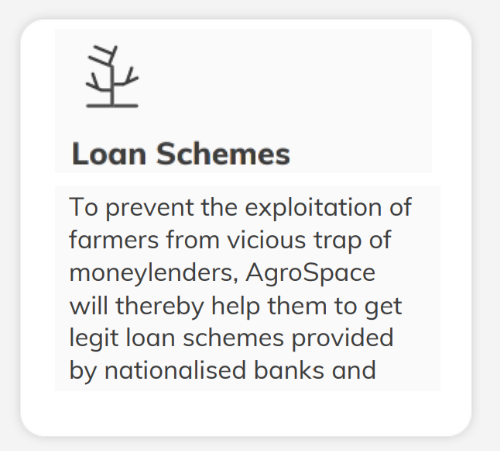 Loan Schemes
To prevent the exploitation of
farmers from vicious trap of
moneylenders, AgroSpace
will thereby help them to get
legit loan schemes provided
by nationalised banks and